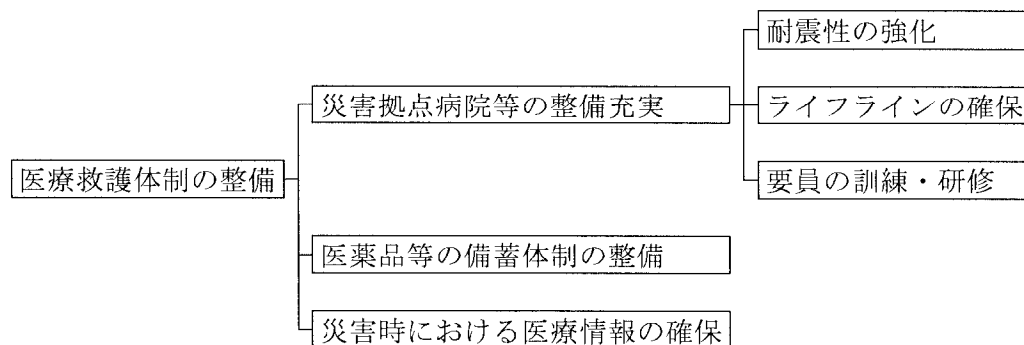 耐震性の強化
災害拠点病院等の整備充実
ライフラインの確保
医療救護体制の整備
要員の訓練・研修
医薬品等の備蓄体制の整備
災害時における医療情報の確保